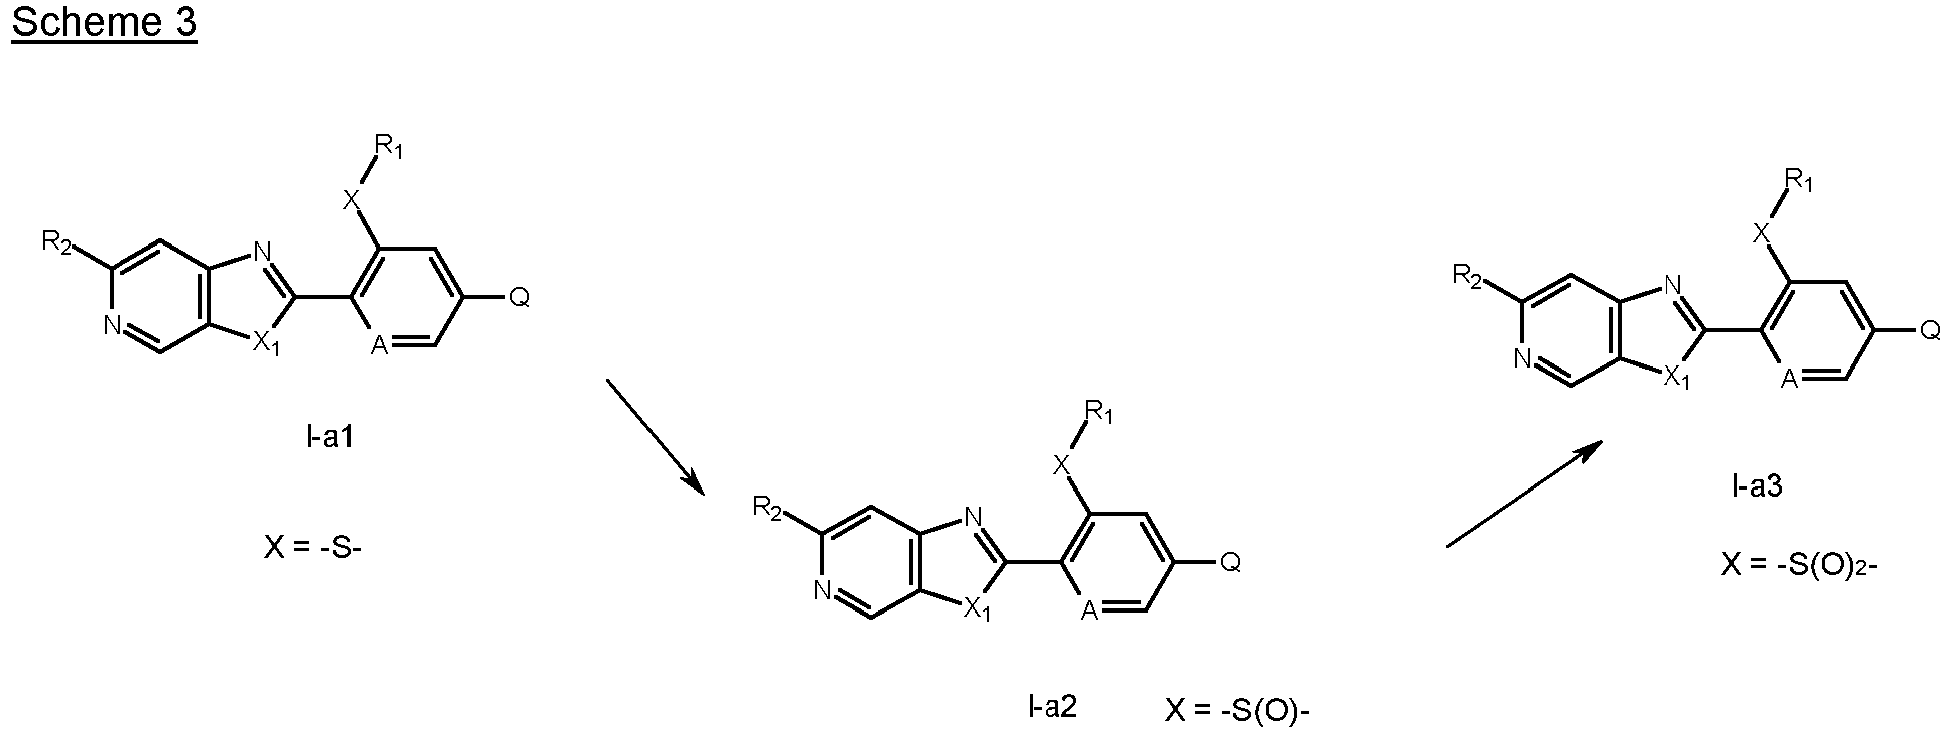 Scheme 3
R1
X
R2
N
N
X1
A
Q
I-a1
X = -S-
R1
X
R2
N
N
X1
A
Q
I-a2
X = -S(O)-
R1
X
R2
N
N
X1
A
Q
I-a3
X = -S(O)2-